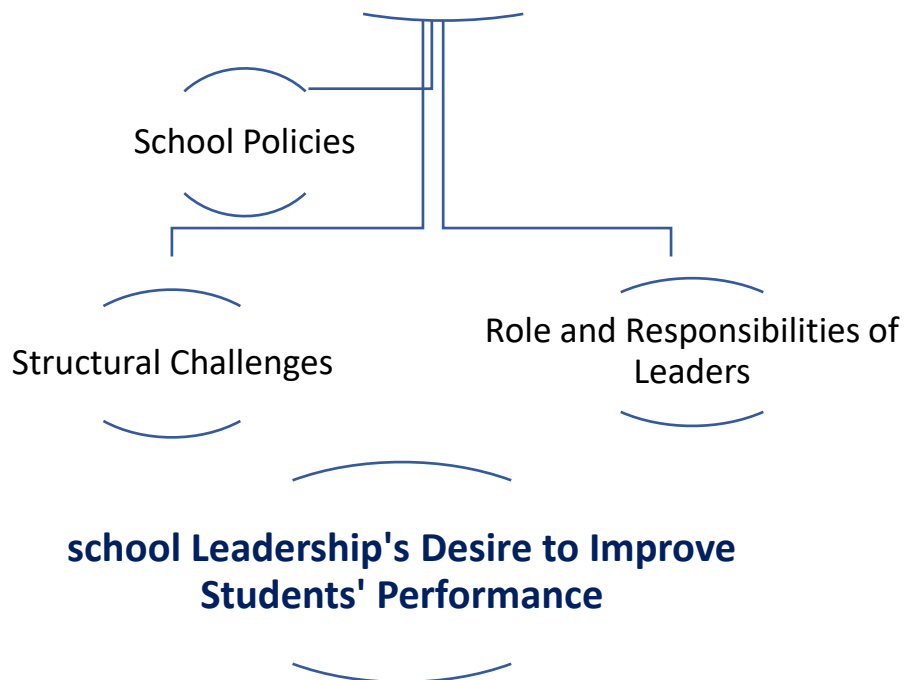 School Policies
Structural Challenges
Role and Responsibilities of
Leaders
school Leadership's Desire to Improve
Students' Performance